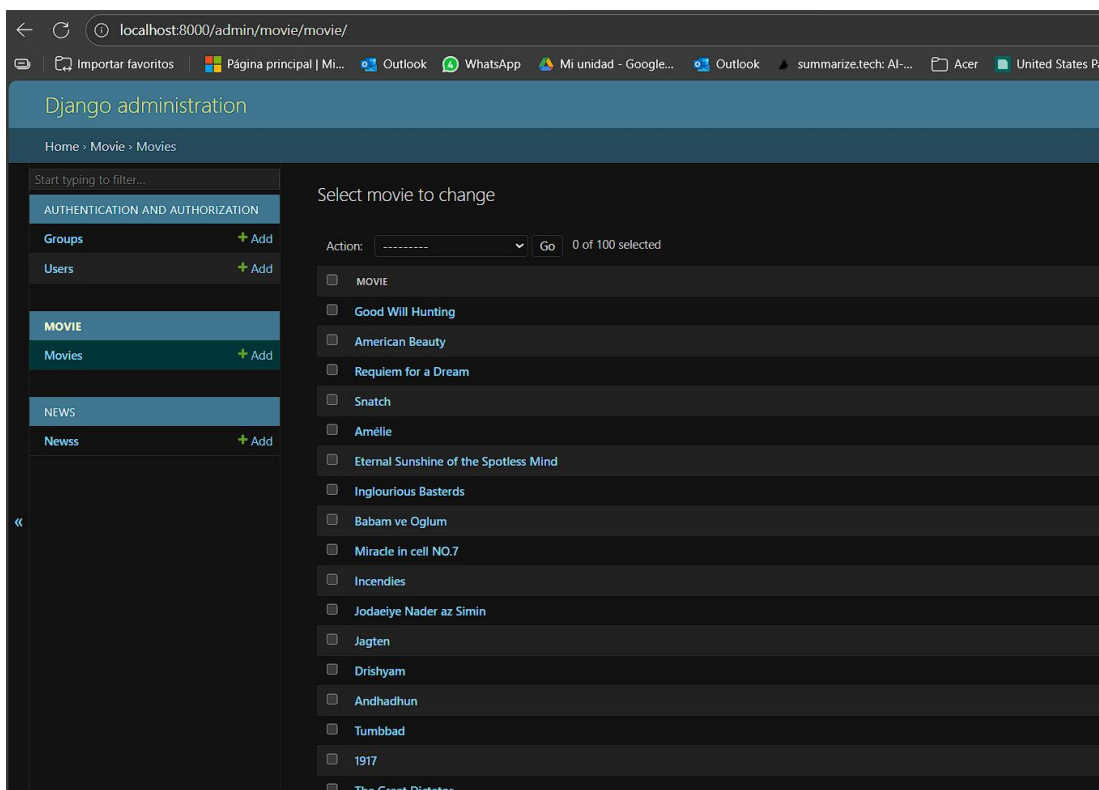 localhost:8000/admin/movie/movie/
Importar favoritos Página principal | Mi... Outlook WhatsApp Mi unidad - Google... Outlook summarize.tech: AI-... Acer United States P
Django administration
Home › Movie › Movies
Start typing to filter...
AUTHENTICATION AND AUTHORIZATION
Groups + Add
Users + Add
MOVIE
Movies + Add
NEWS
Newss + Add
«
Select movie to change
Action: --------- Go 0 of 100 selected
MOVIE
Good Will Hunting
American Beauty
Requiem for a Dream
Snatch
Amélie
Eternal Sunshine of the Spotless Mind
Inglourious Basterds
Babam ve Oglum
Miracle in cell NO.7
Incendies
Jodaeiye Nader az Simin
Jagten
Drishyam
Andhadhun
Tumbbad
1917
The Great Dictator